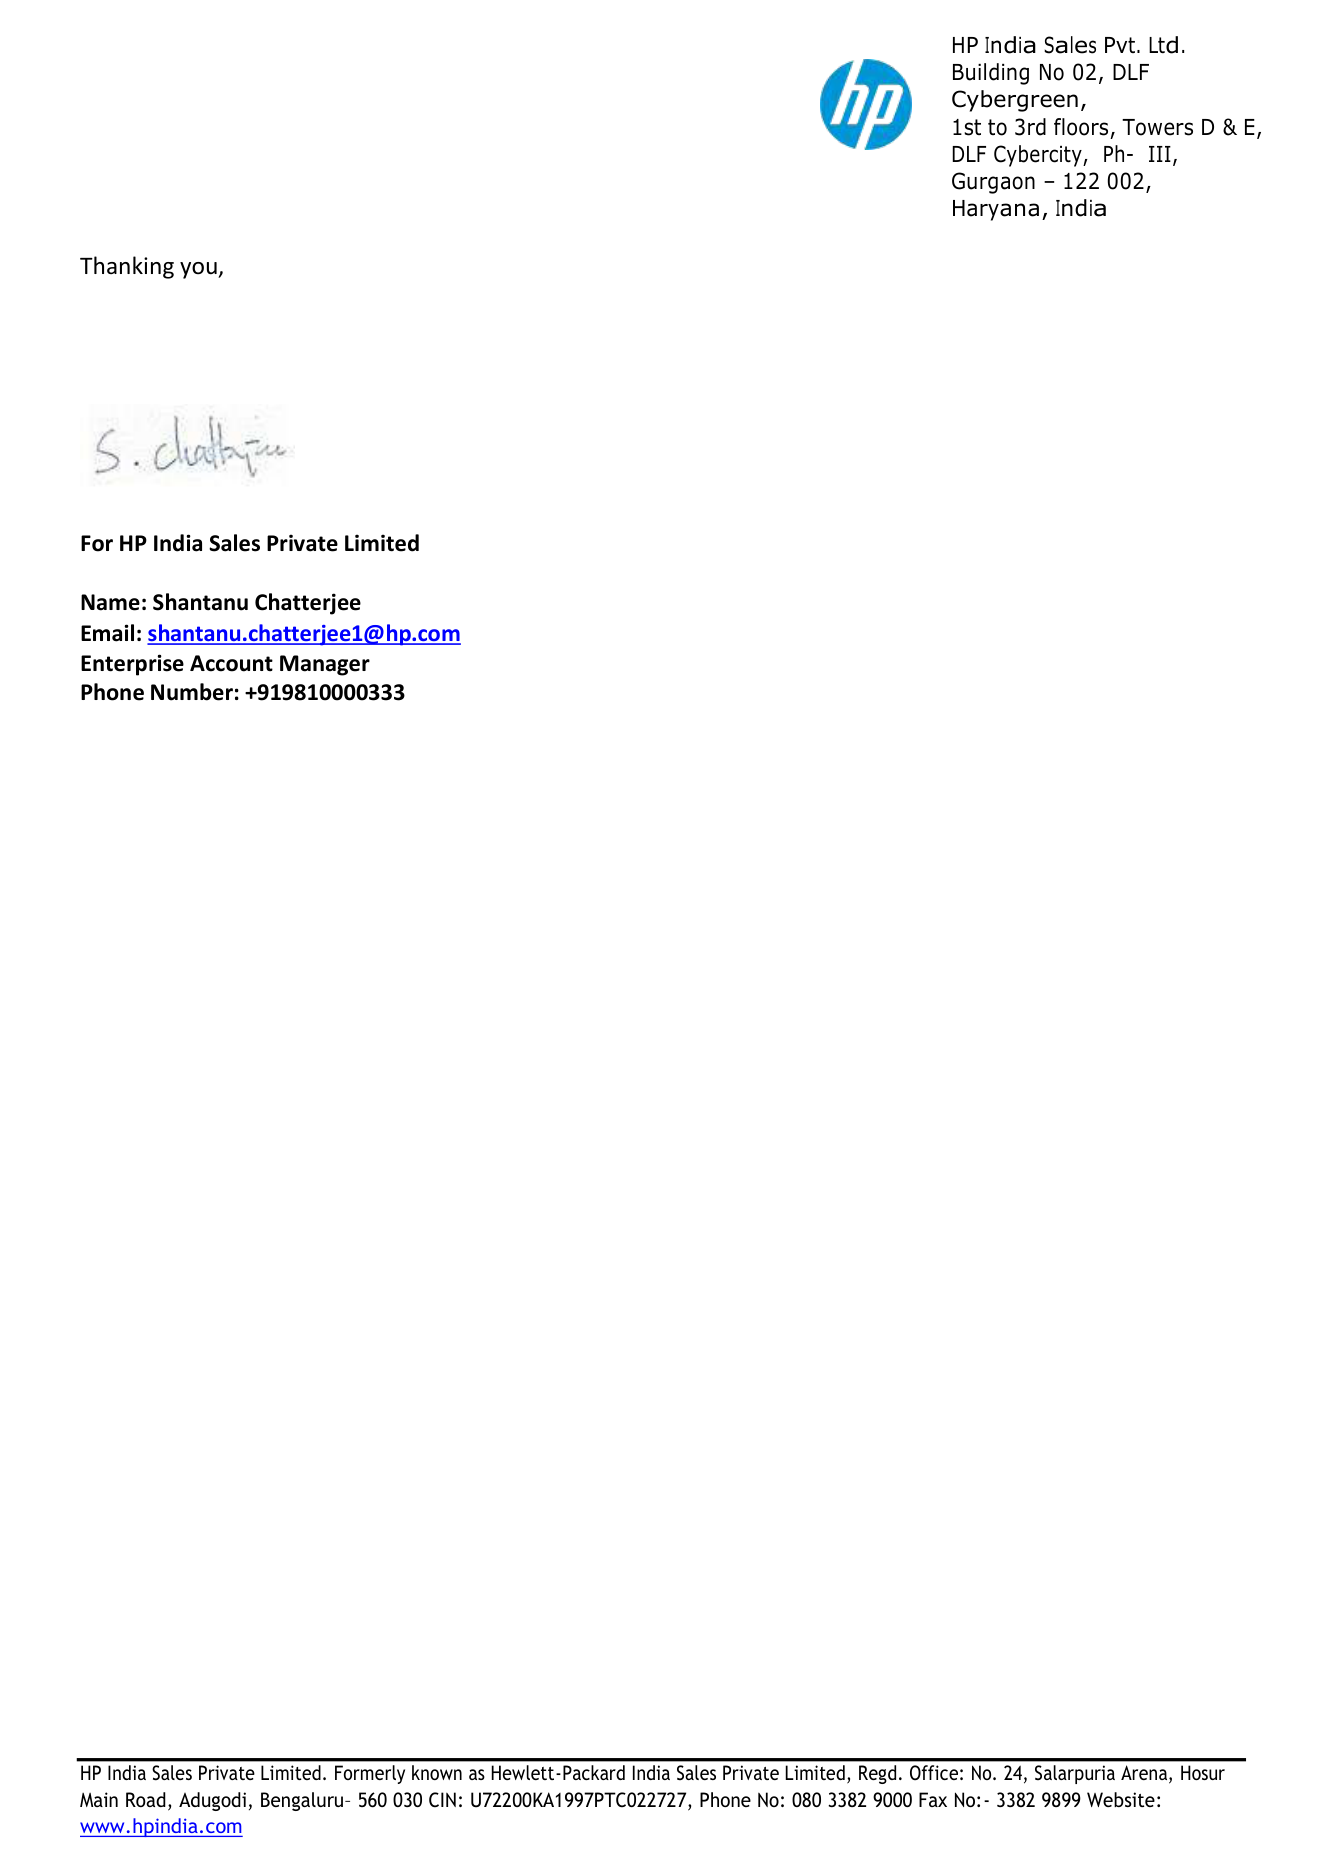 hp
HP India Sales Pvt. Ltd.
Building No 02, DLF
Cybergreen,
1st to 3rd floors, Towers D & E,
DLF Cybercity, Ph- III,
Gurgaon – 122 002,
Haryana, India
Thanking you,
S. Chatterjee
For HP India Sales Private Limited
Name: Shantanu Chatterjee
Email: shantanu.chatterjee1@hp.com
Enterprise Account Manager
Phone Number: +919810000333
HP India Sales Private Limited. Formerly known as Hewlett-Packard India Sales Private Limited, Regd. Office: No. 24, Salarpuria Arena, Hosur
Main Road, Adugodi, Bengaluru– 560 030 CIN: U72200KA1997PTC022727, Phone No: 080 3382 9000 Fax No:- 3382 9899 Website:
www.hpindia.com